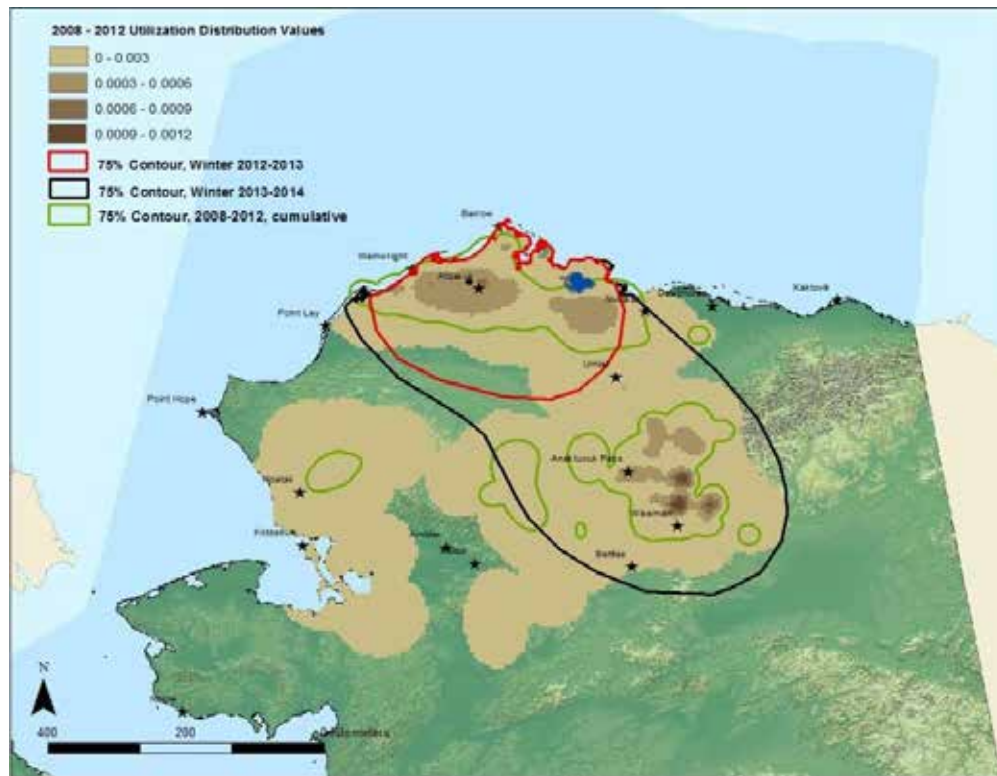 2008 - 2012 Utilization Distribution Values
0 - 0.003
0.0003 - 0.0006
0.0006 - 0.0009
0.0009 - 0.0012
75% Contour, Winter 2012-2013
75% Contour, Winter 2013-2014
75% Contour, 2008-2012, cumulative
Barrow
Wainwright
Kaktovik
Point Lay
Umiat
Point Hope
Anaktuvuk Pass
Noatak
Wiseman
Kotzebue
Bettles
N
400
200
0